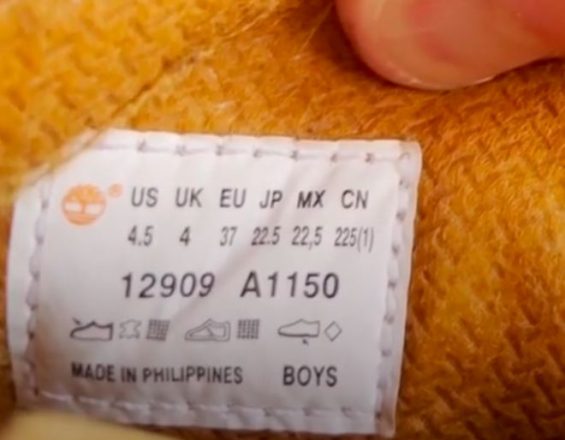 US UK EU JP MX CN
4.5 4 37 22.5 22,5 225(1)
12909 A1150
MADE IN PHILIPPINES BOYS